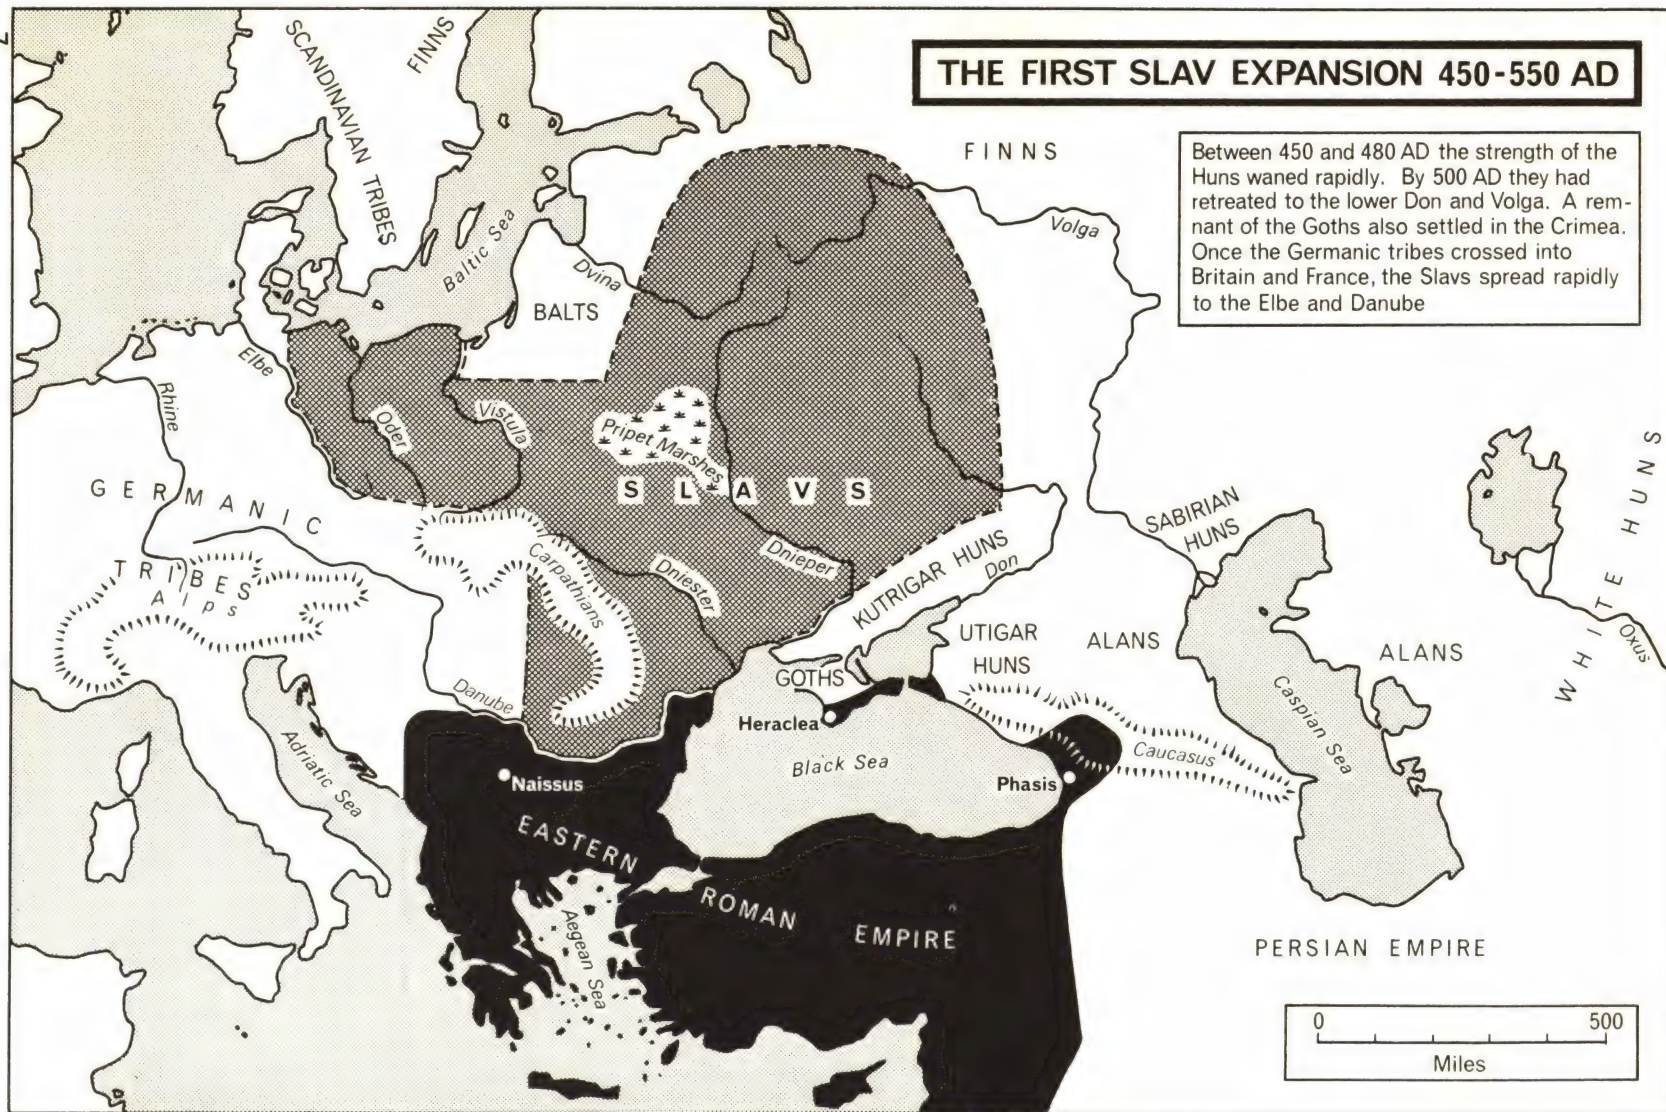 THE FIRST SLAV EXPANSION 450-550 AD
Between 450 and 480 AD the strength of the
Huns waned rapidly. By 500 AD they had
retreated to the lower Don and Volga. A rem-
nant of the Goths also settled in the Crimea.
Once the Germanic tribes crossed into
Britain and France, the Slavs spread rapidly
to the Elbe and Danube
SCANDINAVIAN TRIBES
FINNS
FINNS
Baltic Sea
Volga
Dvina
BALTS
Elbe
Rhine
Oder
Vistula
Pripet Marshes
SLAVS
GERMANIC
TRIBES
Alps
Carpathians
Dniester
Dnieper
KUTRIGAR HUNS
Don
SABIRIAN
HUNS
WHITE HUNS
Oxus
UTIGAR
HUNS
ALANS
ALANS
GOTHS
Danube
Heraclea
Adriatic Sea
Naissus
Black Sea
Phasis
Caucasus
Caspian Sea
EASTERN
ROMAN
EMPIRE
Aegean Sea
PERSIAN EMPIRE
0 500
Miles